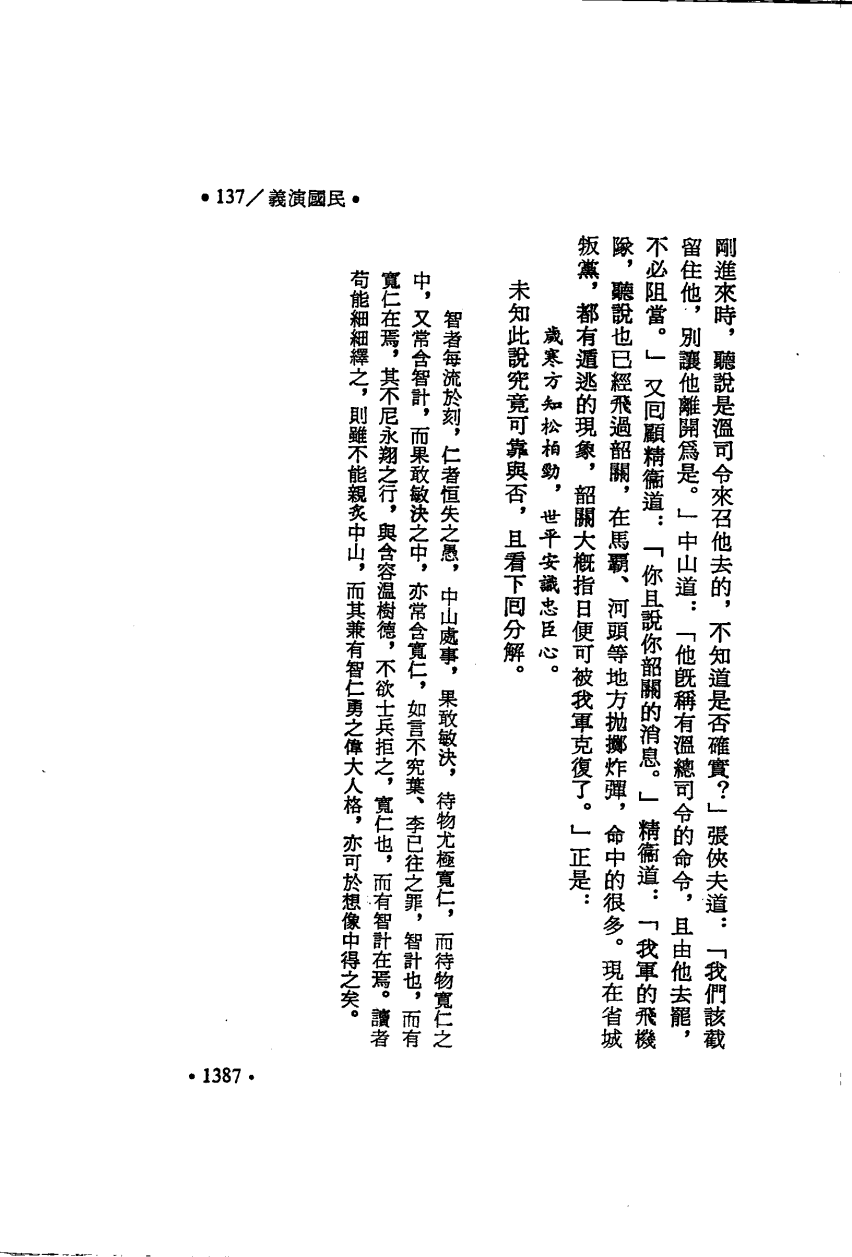 •137／義演國民•
剛進來時，聽說是溫司令來召他去的，不知道是否確實？」張俠夫道：「我們該截
留住他，別讓他離開爲是。」中山道：「他旣稱有溫總司令的命令，且由他去罷，
不必阻當。」又囘顧精衞道：「你且說你韶關的消息。」精衞道：「我軍的飛機
隊，聽說也已經飛過韶關，在馬霸、河頭等地方拋擲炸彈，命中的很多。現在省城
叛黨，都有遁逃的現象，韶關大概指日便可被我軍克復了。」正是：
歲寒方知松柏勁，世平安識忠臣心。
未知此說究竟可靠與否，且看下囘分解。
智者每流於刻，仁者恒失之愚，中山處事，果敢敏決，待物尤極寬仁，而待物寬仁之
中，又常含智計，而果敢敏決之中，亦常含寬仁，如言不究葉、李已往之罪，智計也，而有
寬仁在焉，其不尼永翔之行，與含容溫樹德，不欲士兵拒之，寬仁也，而有智計在焉。讀者
苟能細細繹之，則雖不能親炙中山，而其兼有智仁勇之偉大人格，亦可於想像中得之矣。
•1387•